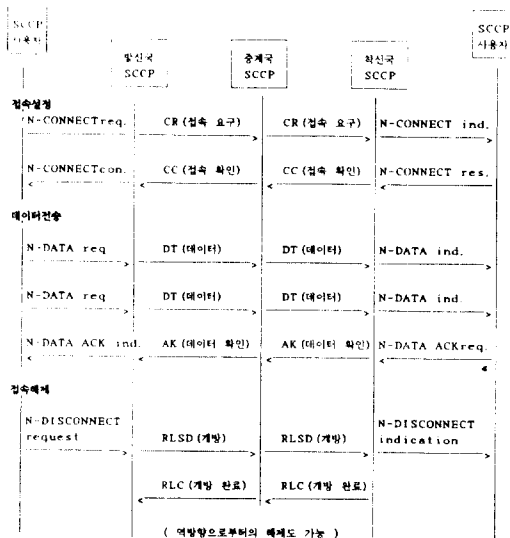 SCCP
사용자
SCCP
사용자
발신국
SCCP
중계국
SCCP
착신국
SCCP
접속설정
N-CONNECTreq. CR(접속 요구) CR(접속 요구) N-CONNECT ind.
N-CONNECTcon. CC(접속 확인) CC(접속 확인) N-CONNECT res.
데이터전송
N-DATA req DT(데이터) DT(데이터) N-DATA ind.
N-DATA req DT(데이터) DT(데이터) N-DATA ind.
N-DATA ACK ind. AK(데이터 확인) AK(데이터 확인) N-DATA ACKreq.
접속해제
N-DISCONNECT
request RLSD(개방) RLSD(개방) N-DISCONNECT
indication
RLC(개방 완료) RLC(개방 완료)
( 역방향으로부터의 해제도 가능 )